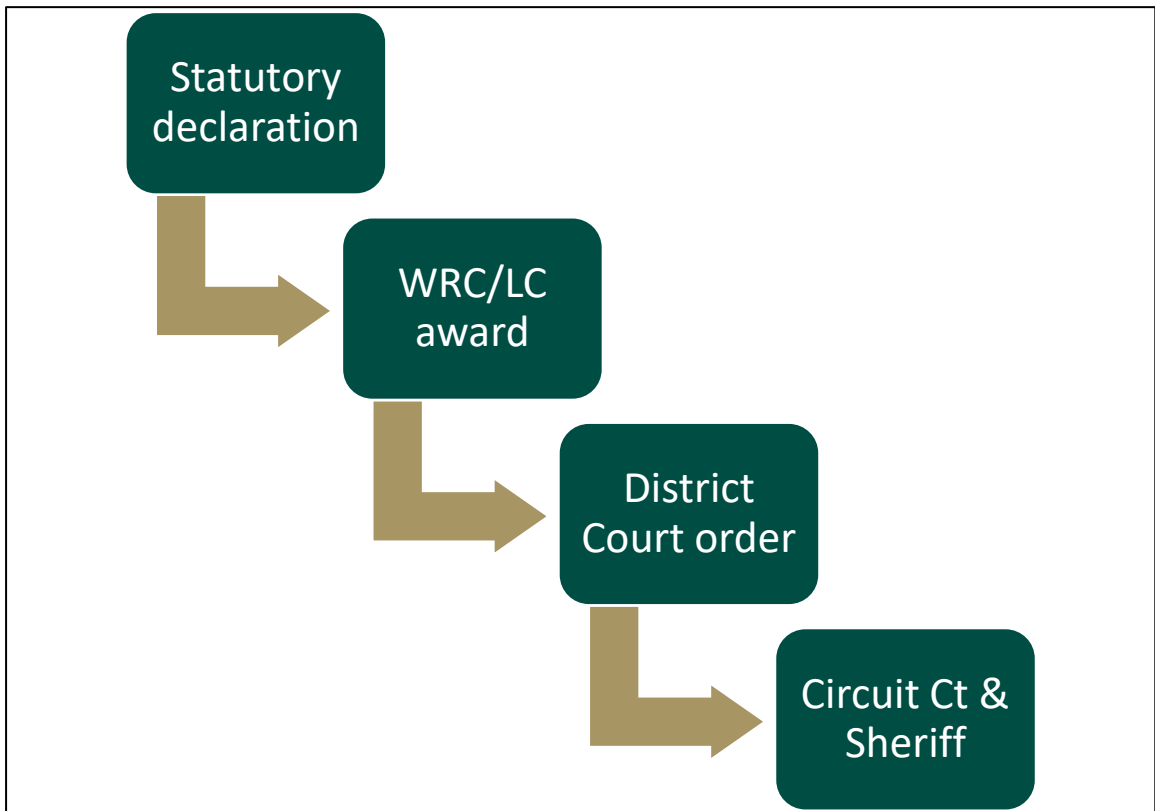 Statutory
declaration
WRC/LC
award
District
Court order
Circuit Ct &
Sheriff